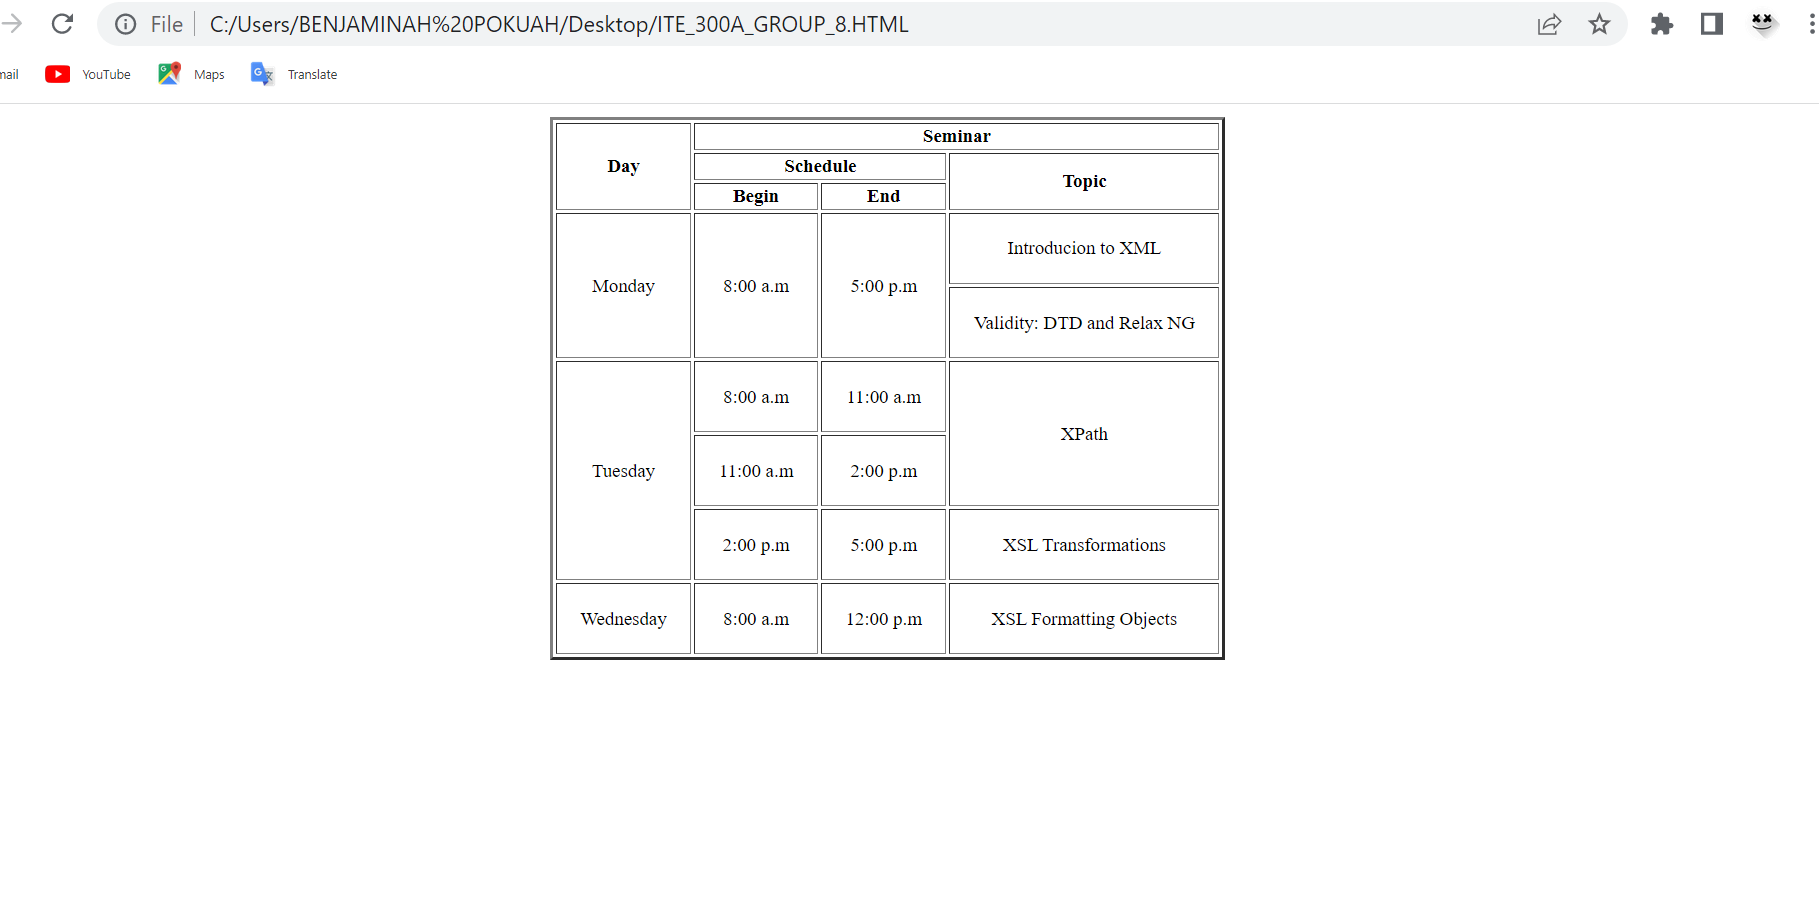 File C:/Users/BENJAMINAH%20POKUAH/Desktop/ITE_300A_GROUP_8.HTML
mail YouTube Maps Translate
Day Seminar
Schedule Topic
Begin End
Monday 8:00 a.m 5:00 p.m Introducion to XML
Validity: DTD and Relax NG
Tuesday 8:00 a.m 11:00 a.m XPath
11:00 a.m 2:00 p.m
2:00 p.m 5:00 p.m XSL Transformations
Wednesday 8:00 a.m 12:00 p.m XSL Formatting Objects